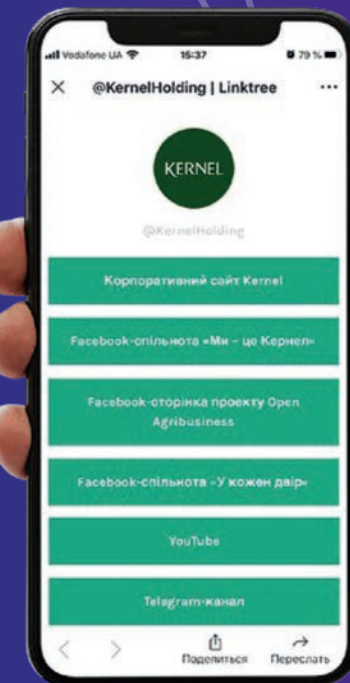 Vodafone UA 15:37 79 %
@KernelHolding | Linktree
KERNEL
@KernelHolding
Корпоративний сайт Kernel
Facebook-спільнота «Ми – це Кернел»
Facebook-сторінка проекту Open
Agribusiness
Facebook-спільнота «У кожен двір»
YouTube
Telegram-канал
Поделиться Переслать